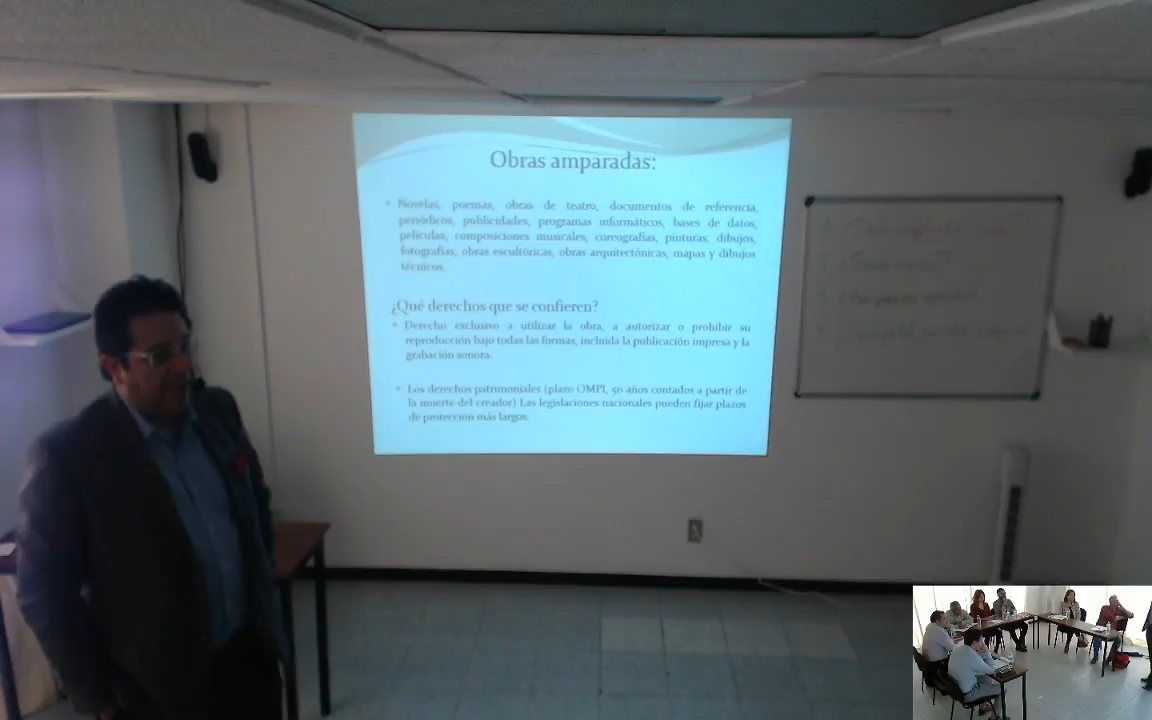 Obras amparadas:
Novelas, poemas, obras de teatro, documentos de referencia,
periódicos, publicidades, programas informáticos, bases de datos,
películas, composiciones musicales, coreografías, pinturas, dibujos,
fotografías, obras escultóricas, obras arquitectónicas, mapas y dibujos
técnicos.
¿Qué derechos que se confieren?
Derecho exclusivo a utilizar la obra, a autorizar o prohibir su
reproducción bajo todas las formas, incluida la publicación impresa y la
grabación sonora.
Los derechos patrimoniales (plazo OMPI, 50 años contados a partir de
la muerte del creador) Las legislaciones nacionales pueden fijar plazos
de protección más largos.